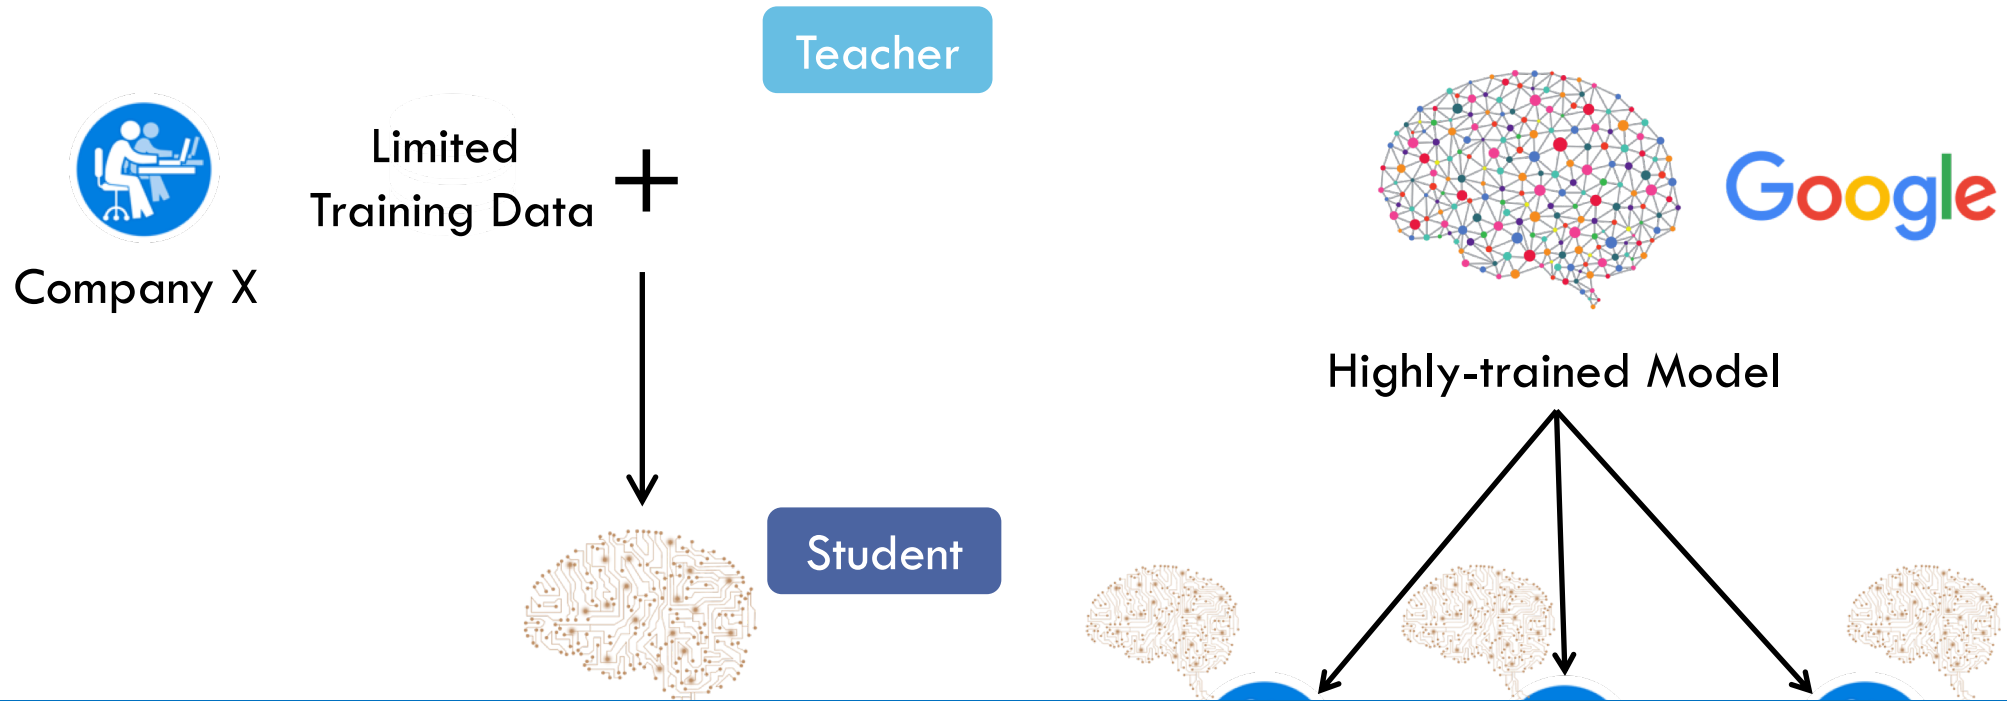 Teacher
Limited
Training Data
+
Company X
Google
Highly-trained Model
Student